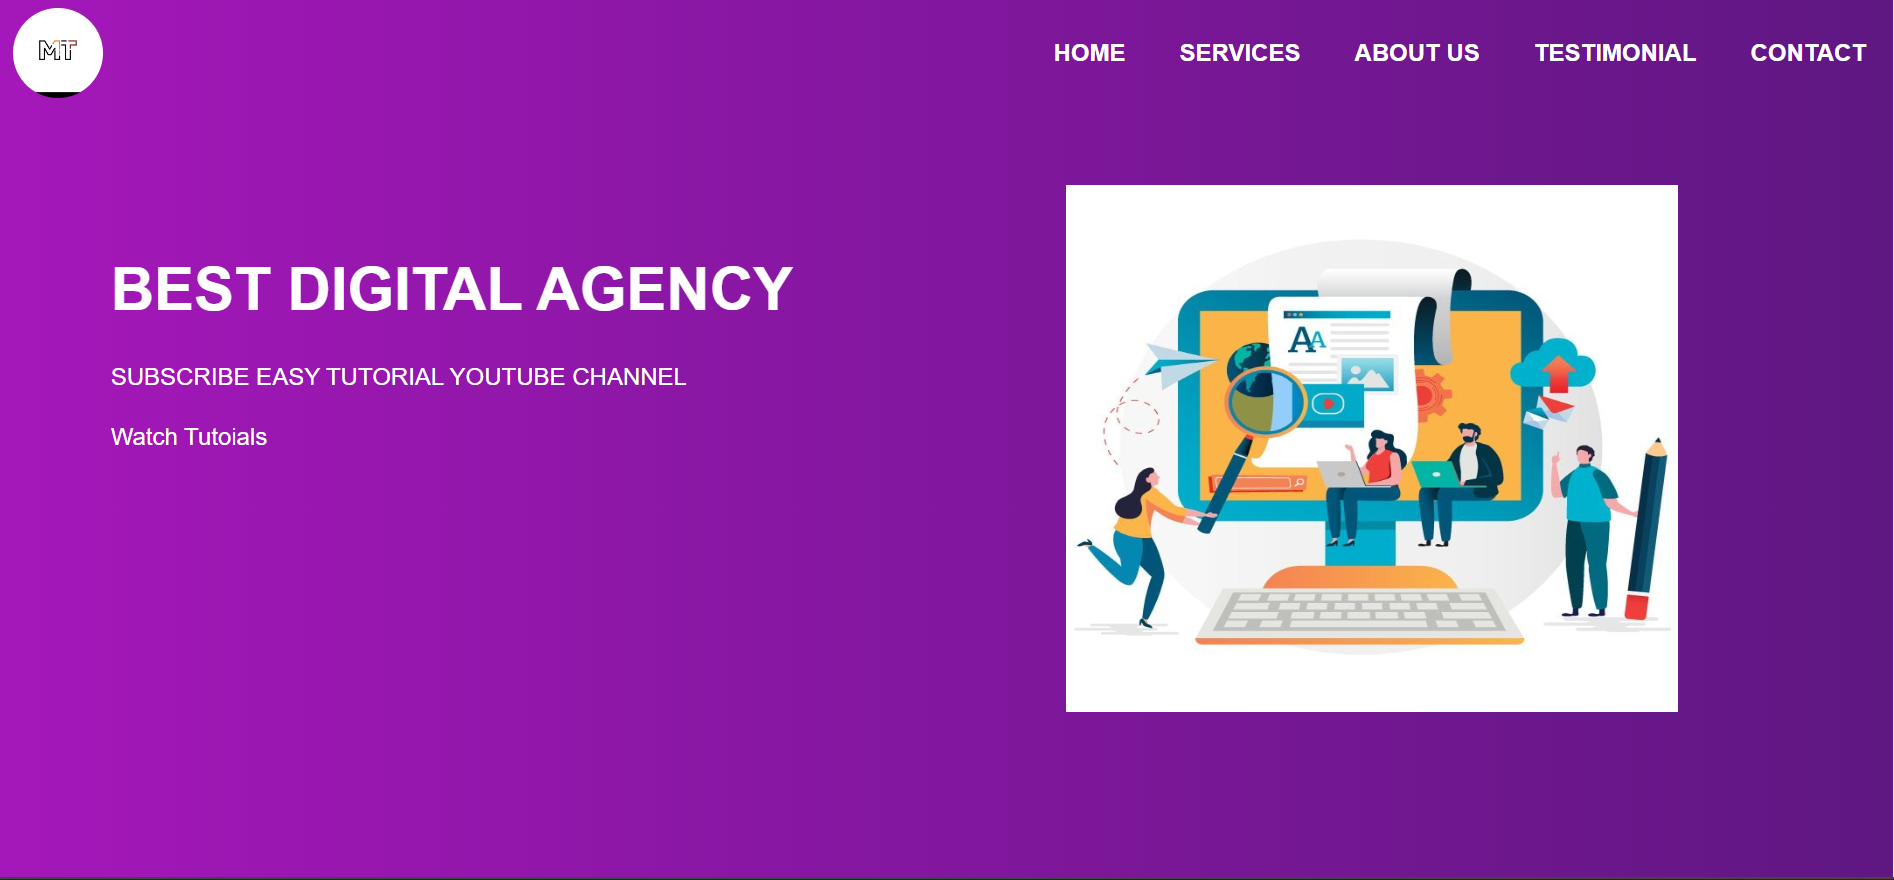 MT
HOME SERVICES ABOUT US TESTIMONIAL CONTACT
BEST DIGITAL AGENCY
SUBSCRIBE EASY TUTORIAL YOUTUBE CHANNEL
Watch Tutoials
AA